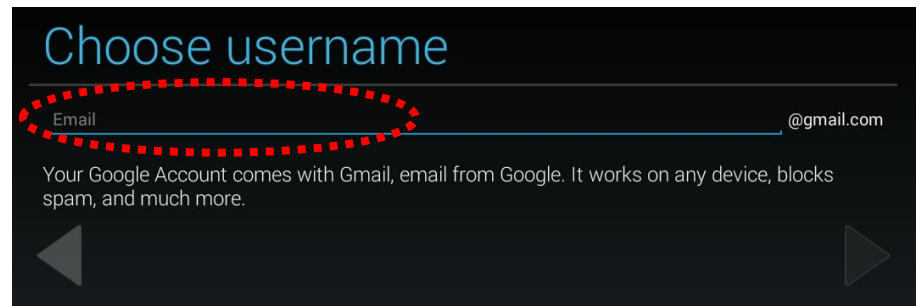 Choose username
Email @gmail.com
Your Google Account comes with Gmail, email from Google. It works on any device, blocks
spam, and much more.